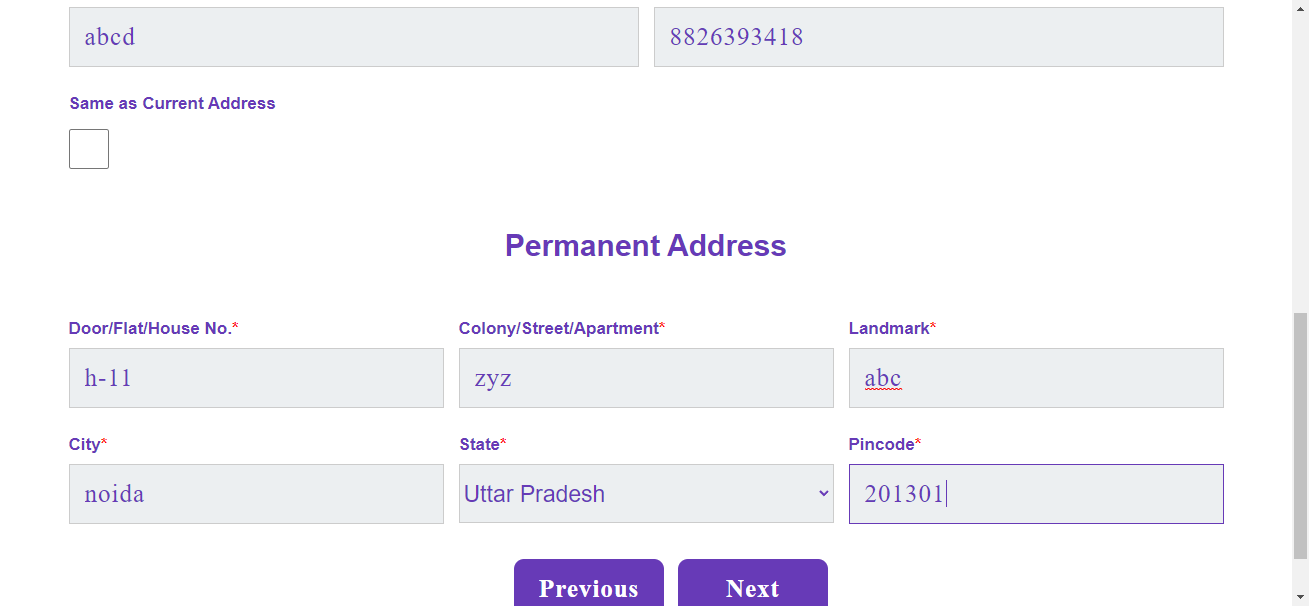 abcd 8826393418
Same as Current Address
Permanent Address
Door/Flat/House No.* Colony/Street/Apartment* Landmark*
h-11 zyz abc
City* State* Pincode*
noida Uttar Pradesh 201301
Previous Next